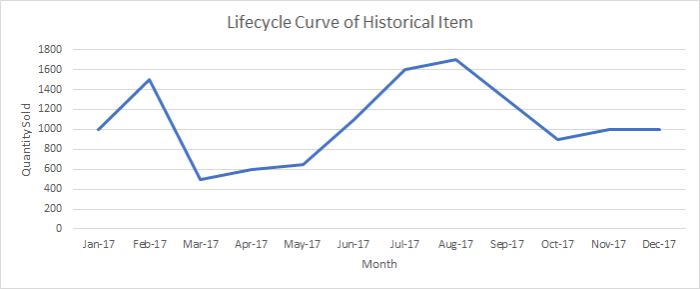 Lifecycle Curve of Historical Item
1800
1600
1400
1200
1000
800
600
400
200
0
Quantity Sold
Jan-17 Feb-17 Mar-17 Apr-17 May-17 Jun-17 Jul-17 Aug-17 Sep-17 Oct-17 Nov-17 Dec-17
Month